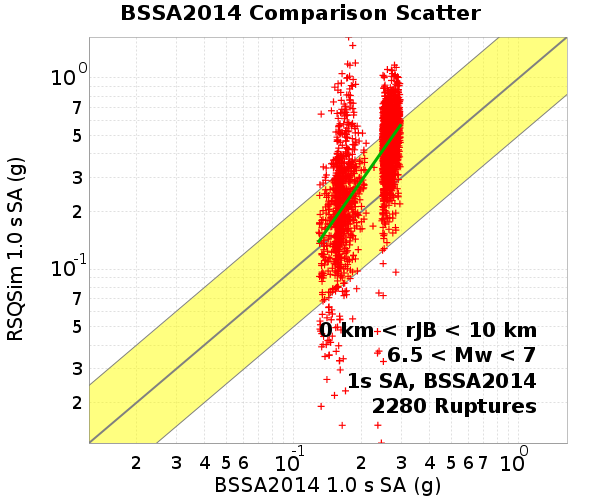 BSSA2014 Comparison Scatter
10^0
7
5
3
2
10^-1
7
5
3
2
RSQSim 1.0 s SA (g)
0 km < rJB < 10 km
6.5 < Mw < 7
1s SA, BSSA2014
2280 Ruptures
2 3 4 5 6 10^-1 2 3 4 5 6 7 10^0
BSSA2014 1.0 s SA (g)